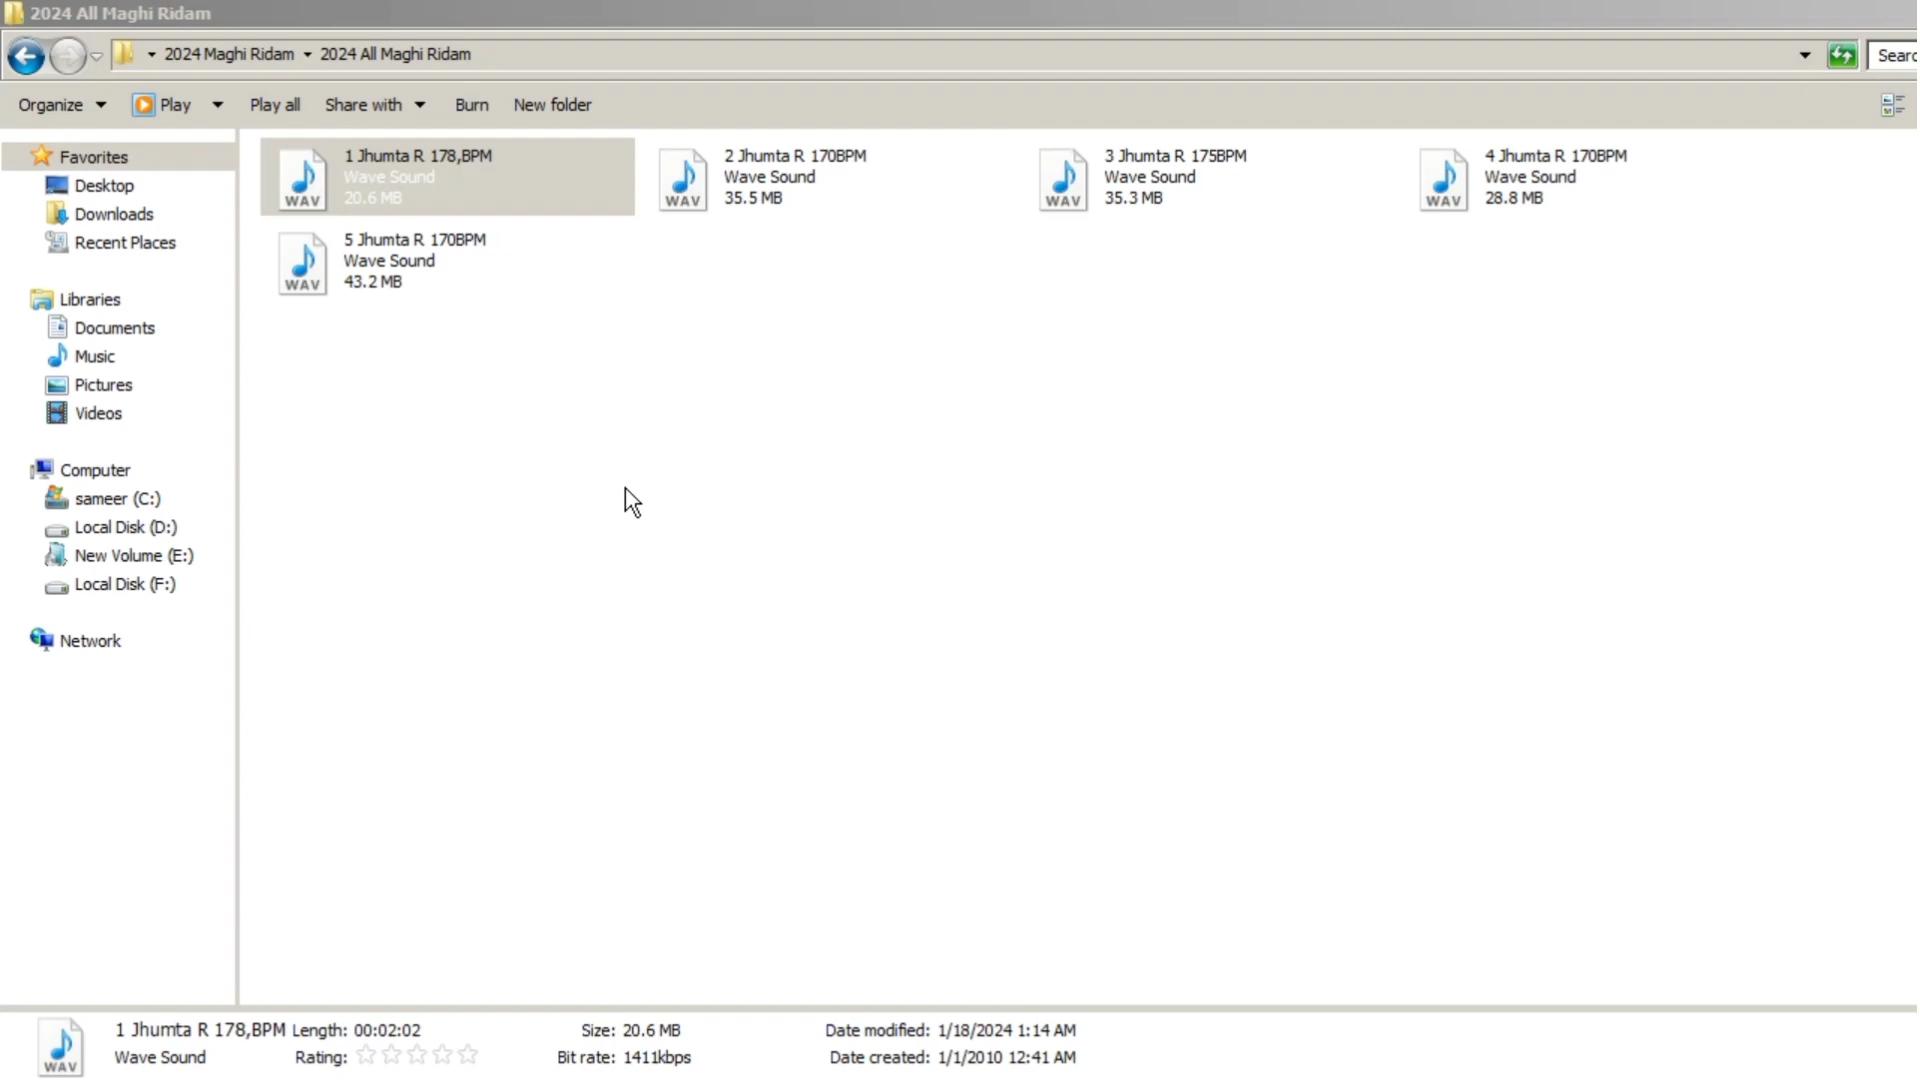 2024 All Maghi Ridam
2024 Maghi Ridam 2024 All Maghi Ridam
Organize Play Play all Share with Burn New folder
Favorites
Desktop
Downloads
Recent Places
Libraries
Documents
Music
Pictures
Videos
Computer
sameer (C:)
Local Disk (D:)
New Volume (E:)
Local Disk (F:)
Network
1 Jhumta R 178,BPM
Wave Sound
20.6 MB
WAV
2 Jhumta R 170BPM
Wave Sound
35.5 MB
WAV
3 Jhumta R 175BPM
Wave Sound
35.3 MB
WAV
4 Jhumta R 170BPM
Wave Sound
28.8 MB
WAV
5 Jhumta R 170BPM
Wave Sound
43.2 MB
WAV
1 Jhumta R 178,BPM Length: 00:02:02 Size: 20.6 MB Date modified: 1/18/2024 1:14 AM
Wave Sound Rating: Bit rate: 1411kbps Date created: 1/1/2010 12:41 AM
WAV